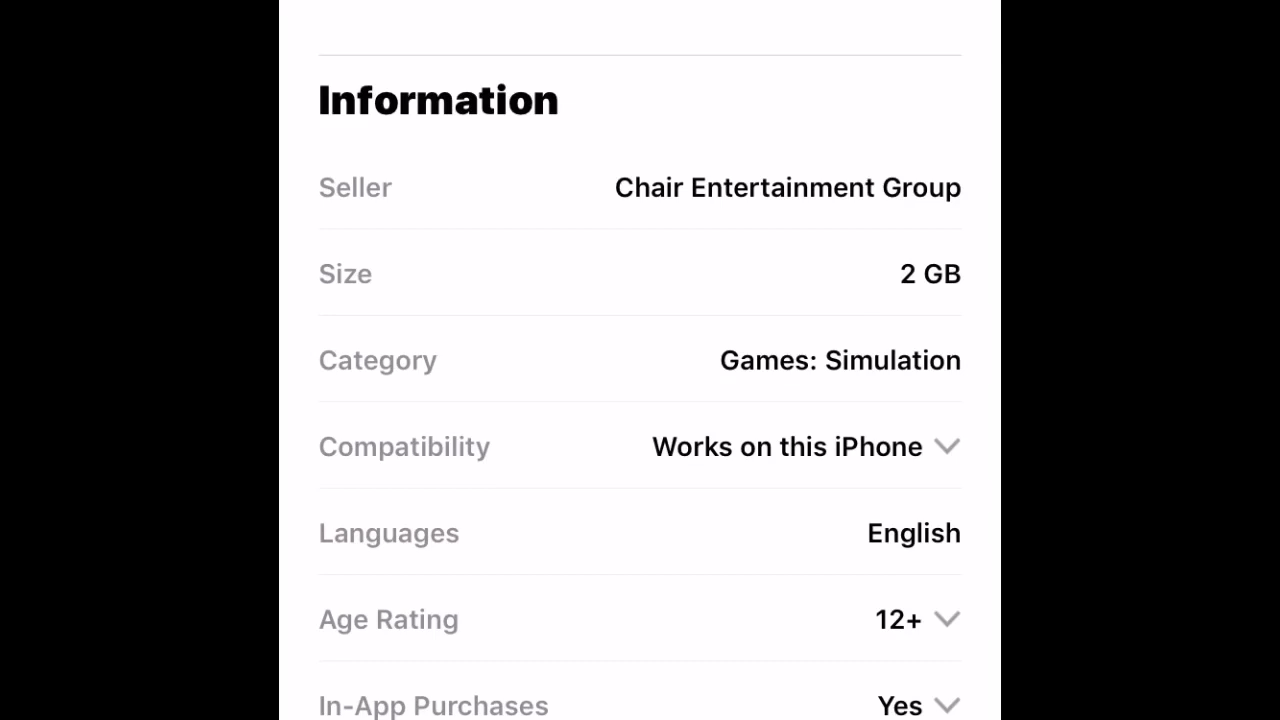 Information
Seller Chair Entertainment Group
Size 2 GB
Category Games: Simulation
Compatibility Works on this iPhone
Languages English
Age Rating 12+
In-App Purchases Yes